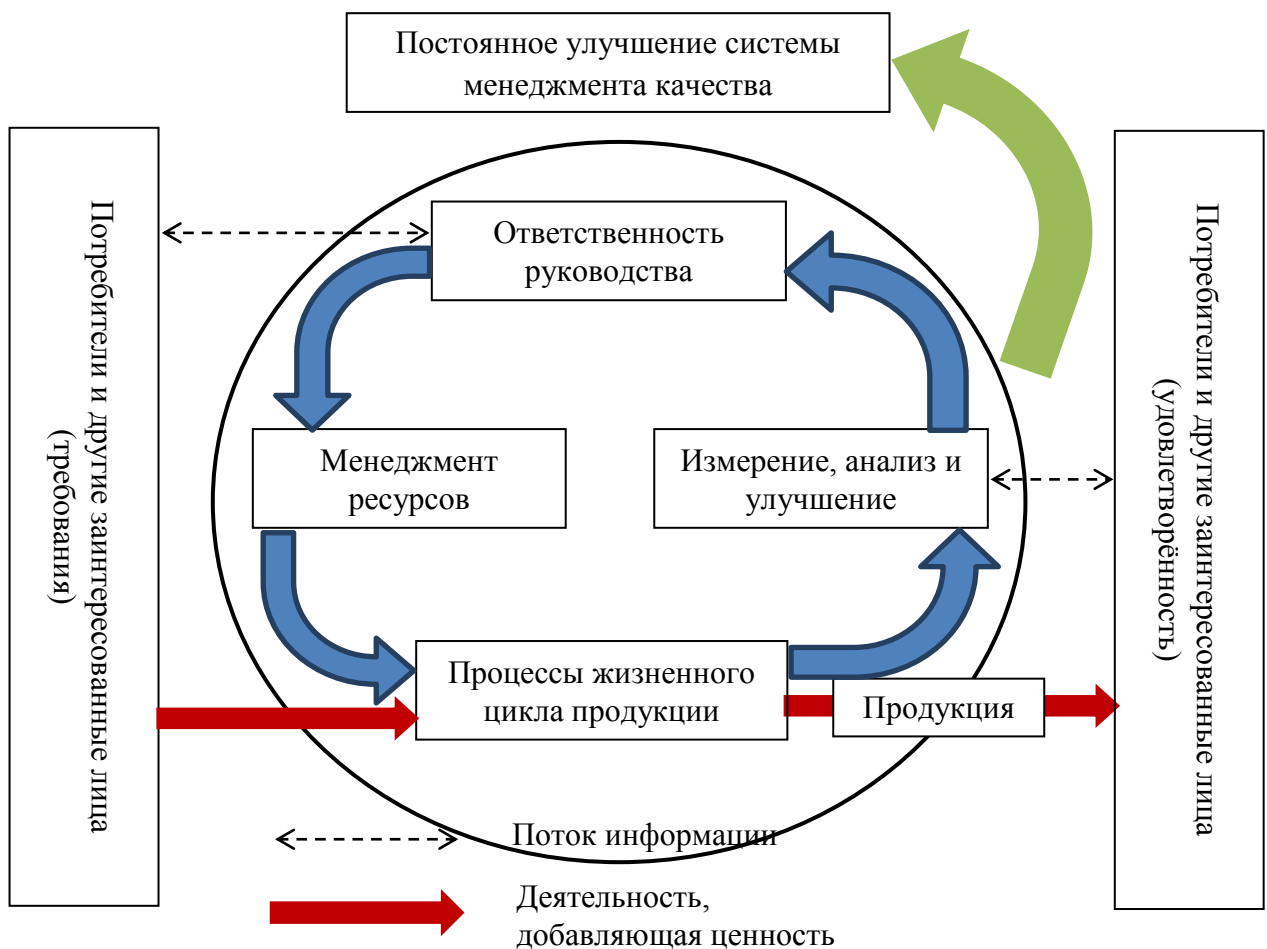 Постоянное улучшение системы
менеджмента качества
Потребители и другие заинтересованные лица
(требования)
Ответственность
руководства
Потребители и другие заинтересованные лица
(удовлетворённость)
Менеджмент
ресурсов
Измерение, анализ и
улучшение
Процессы жизненного
цикла продукции
Продукция
Поток информации
Деятельность,
добавляющая ценность